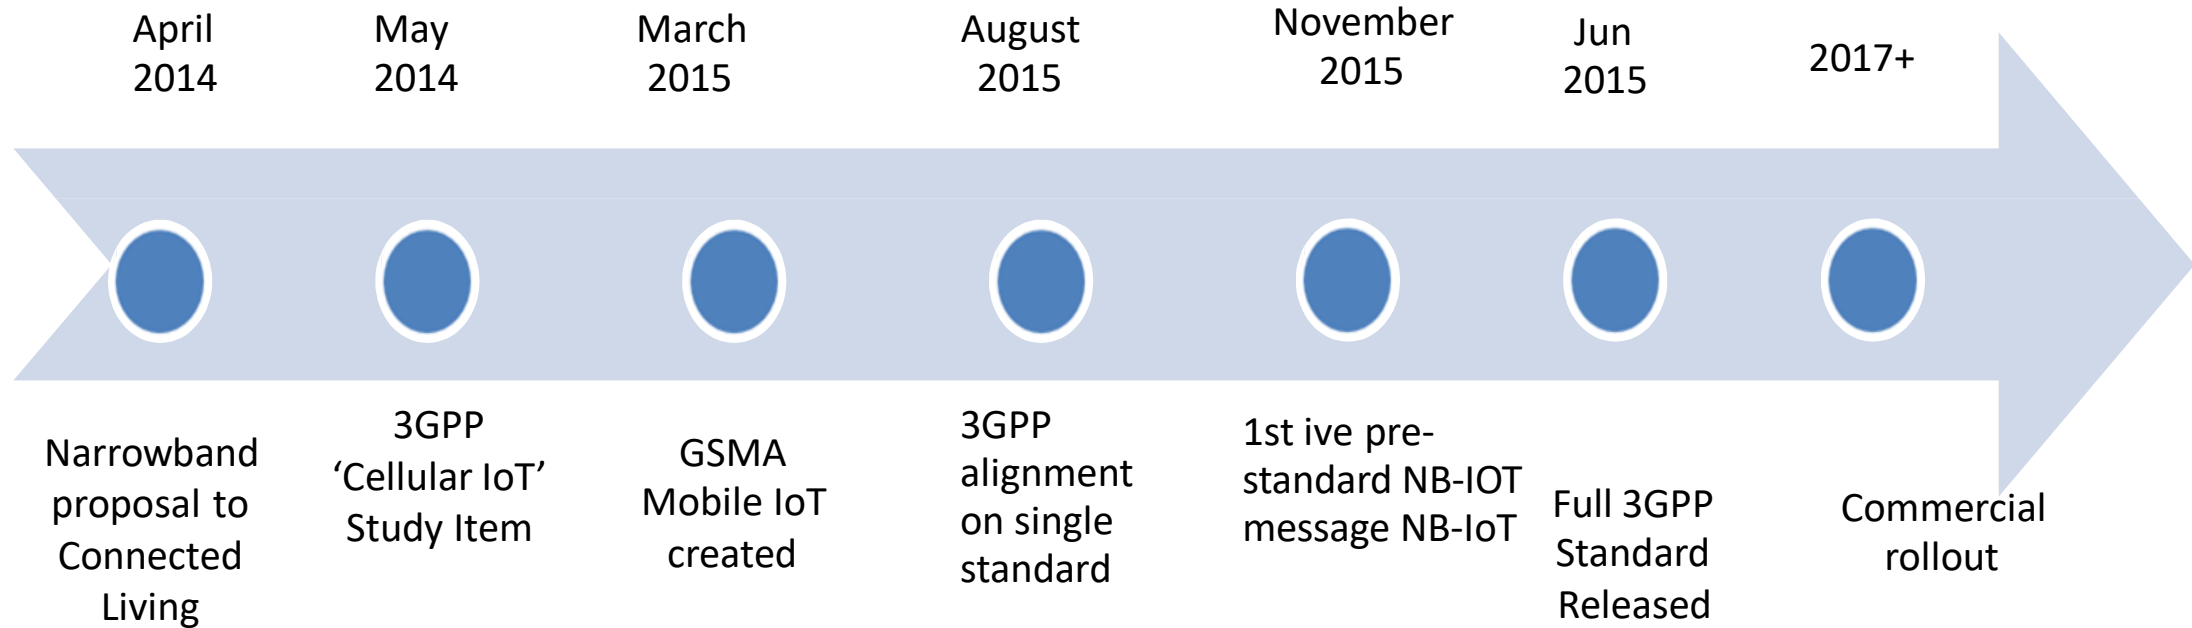 April
2014
May
2014
March
2015
August
2015
November
2015
Jun
2015
2017+
Narrowband
proposal to
Connected
Living
3GPP
‘Cellular IoT’
Study Item
GSMA
Mobile IoT
created
3GPP
alignment
on single
standard
1st ive pre-
standard NB-IOT
message NB-IoT
Full 3GPP
Standard
Released
Commercial
rollout